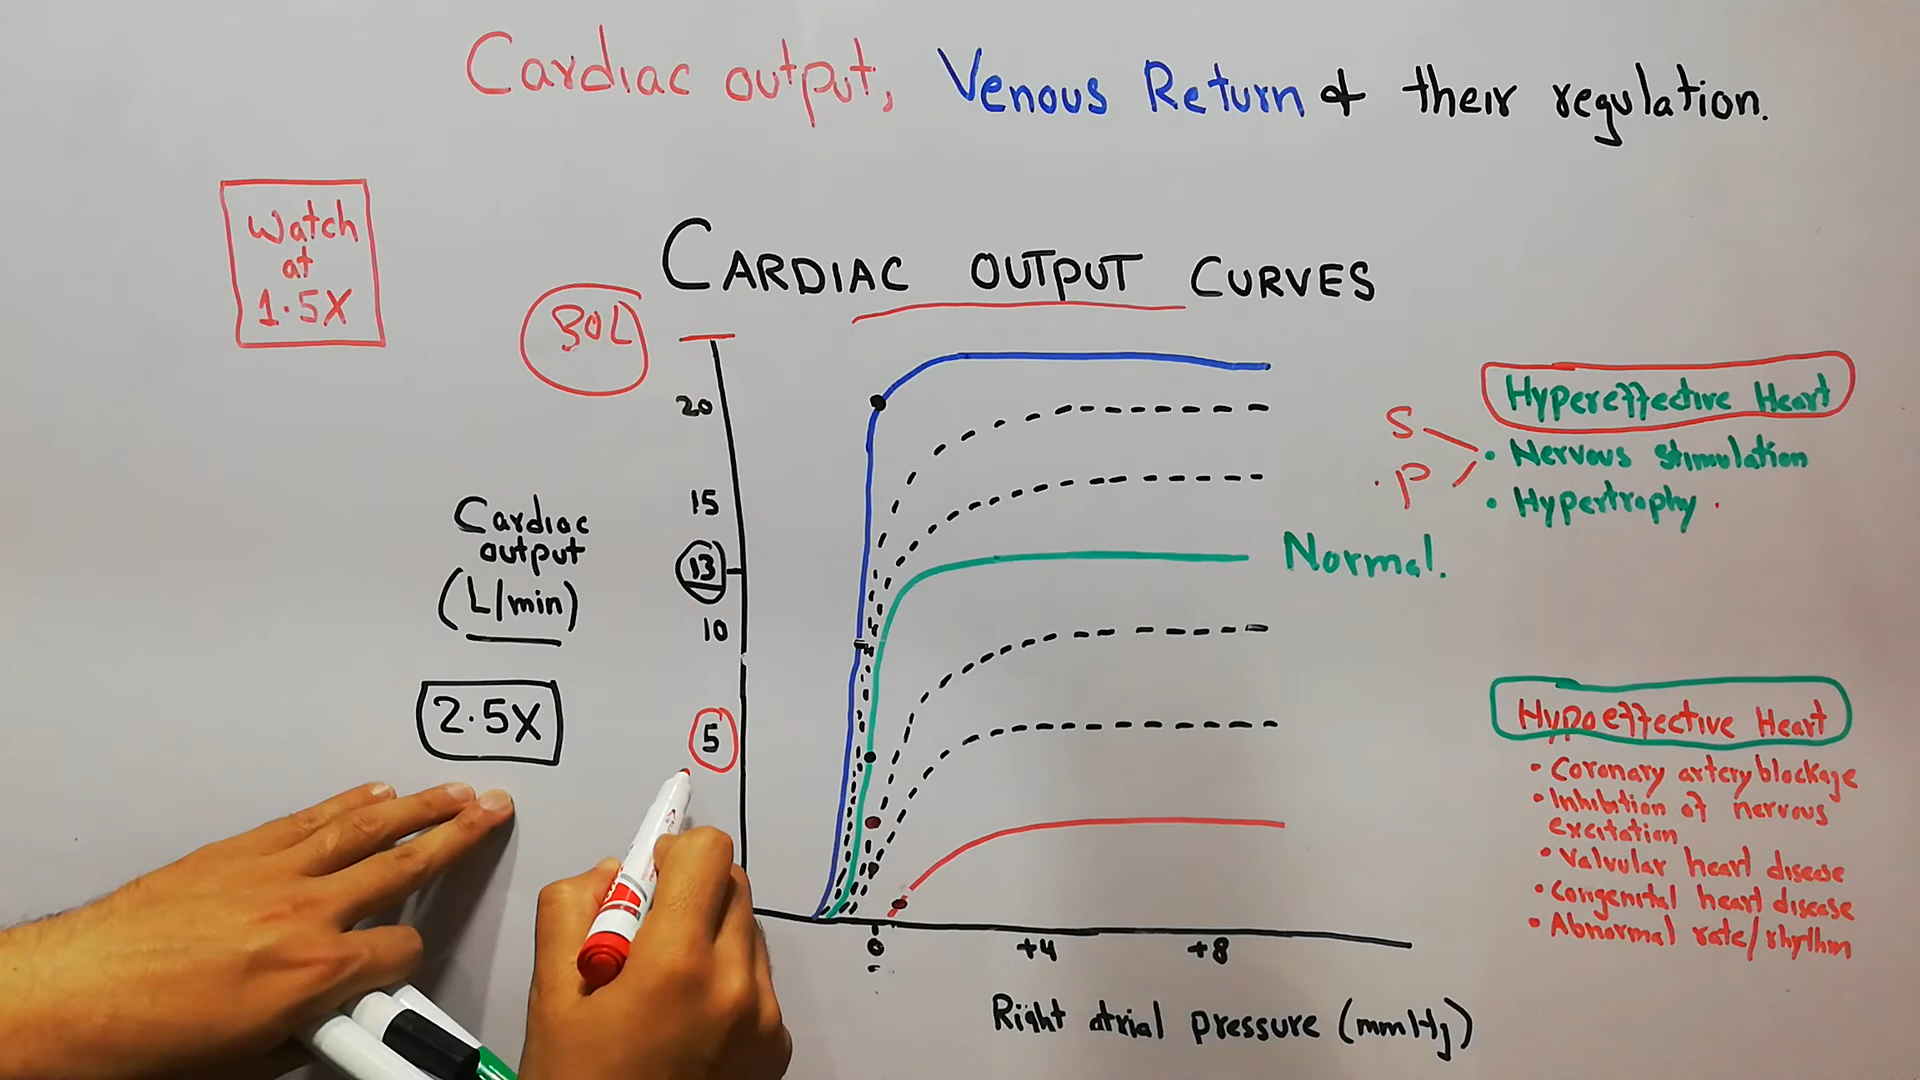 Cardiac output, Venous Return & their regulation.
Watch
at
1.5X
CARDIAC OUTPUT CURVES
30L
20
15
13
10
5
Cardiac
output
(L/min)
2.5X
Normal.
S
P
Hypereffective Heart
• Nervous stimulation
• Hypertrophy
Hypoeffective Heart
• Coronary artery blockage
• Inhibition of nervous
excitation
• Valvular heart disease
• Congenital heart disease
• Abnormal rate/rhythm
0 +4 +8
Right atrial pressure (mmHg)